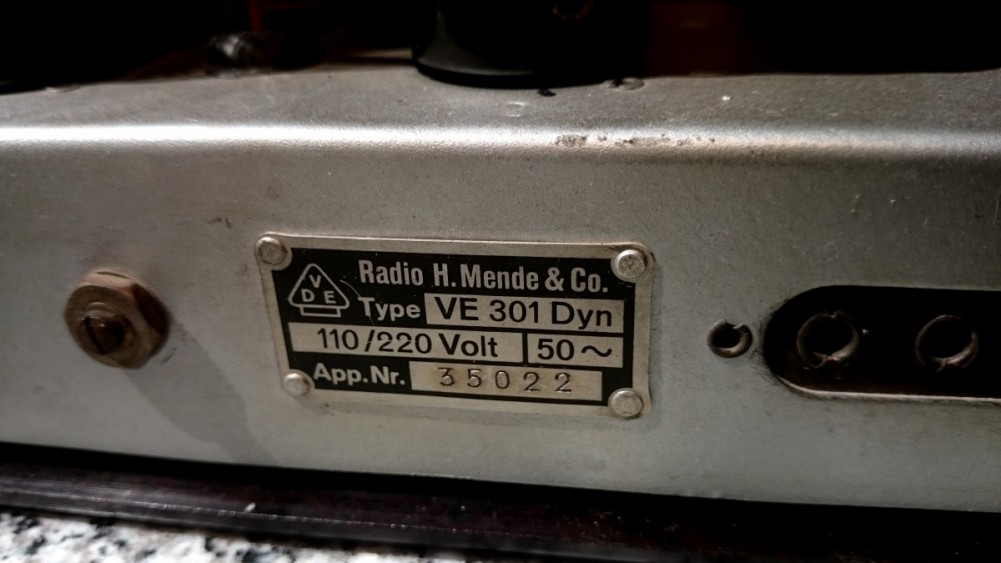 VDE
Radio H. Mende & Co.
Type VE 301 Dyn
110/220 Volt 50~
App. Nr. 35022